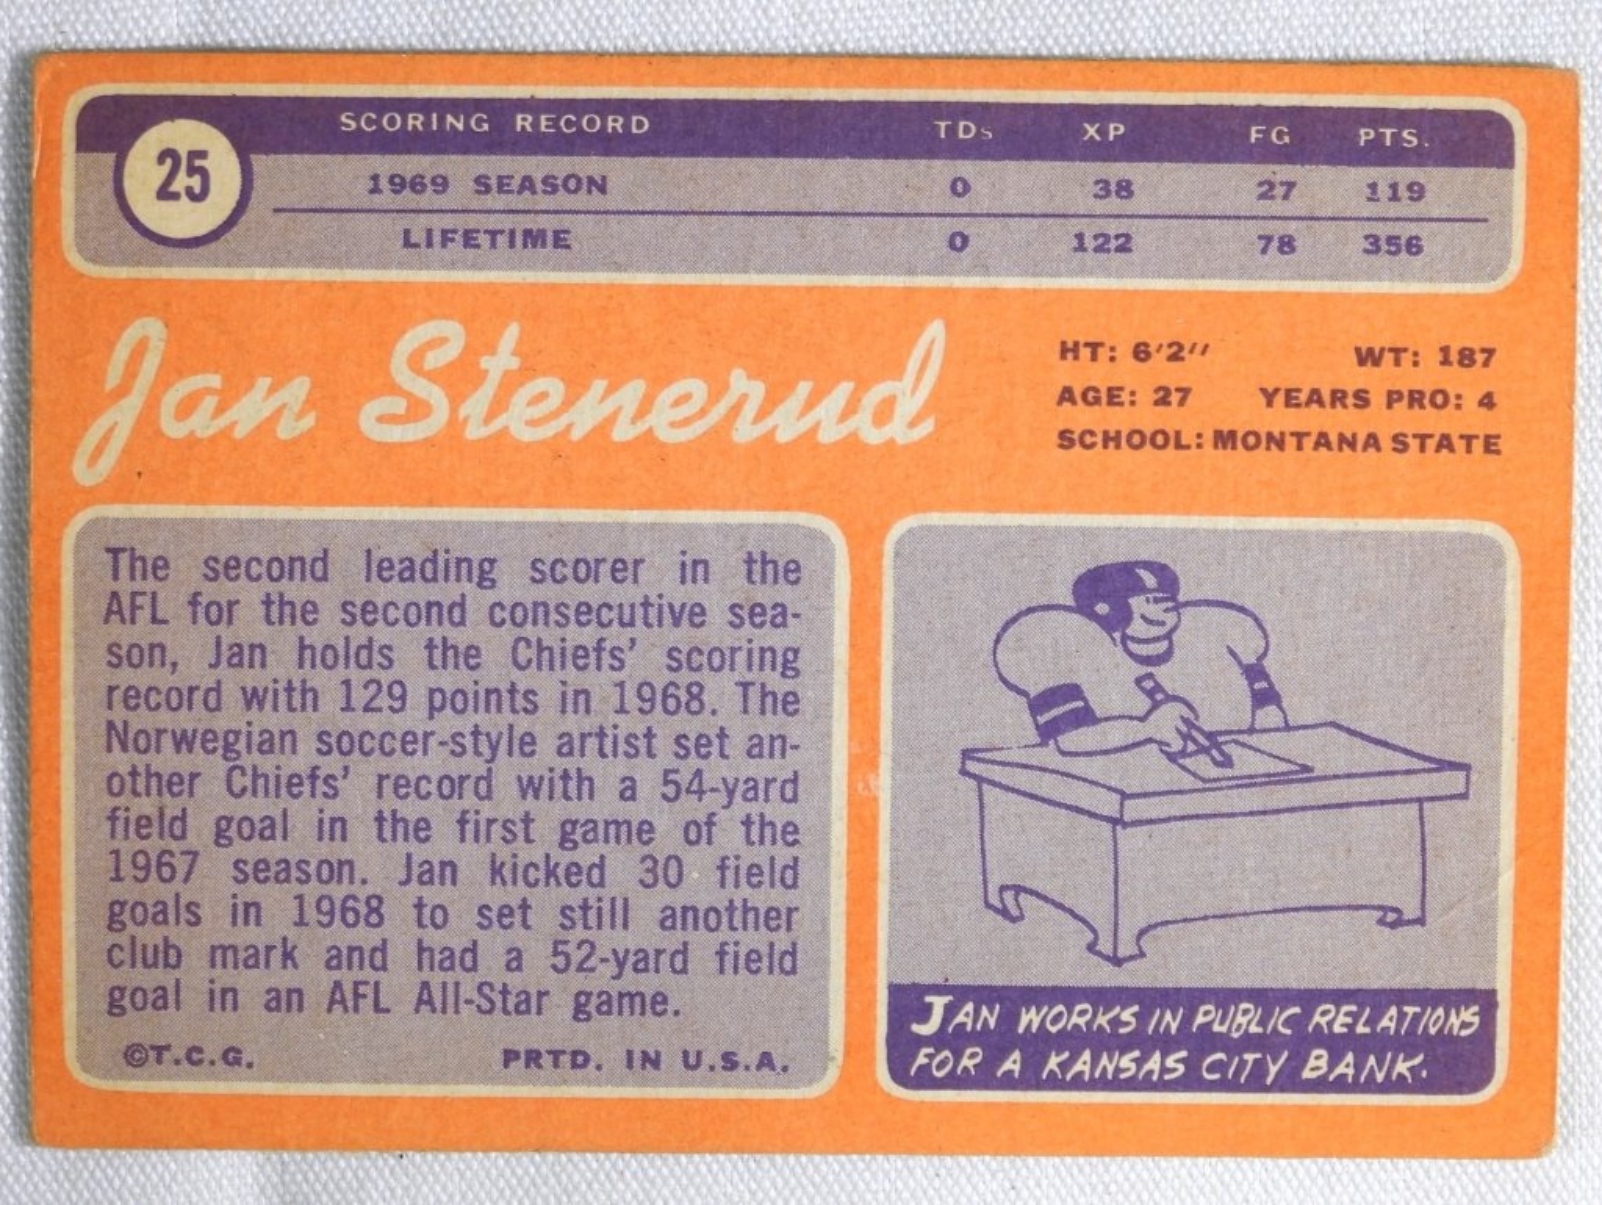 25
SCORING RECORD TDs XP FG PTS.
1969 SEASON 0 38 27 119
LIFETIME 0 122 78 356
Jan Stenerud
HT: 6'2" WT: 187
AGE: 27 YEARS PRO: 4
SCHOOL: MONTANA STATE
The second leading scorer in the
AFL for the second consecutive sea-
son, Jan holds the Chiefs' scoring
record with 129 points in 1968. The
Norwegian soccer-style artist set an-
other Chiefs' record with a 54-yard
field goal in the first game of the
1967 season. Jan kicked 30 field
goals in 1968 to set still another
club mark and had a 52-yard field
goal in an AFL All-Star game.
©T.C.G. PRTD. IN U.S.A.
JAN WORKS IN PUBLIC RELATIONS
FOR A KANSAS CITY BANK.